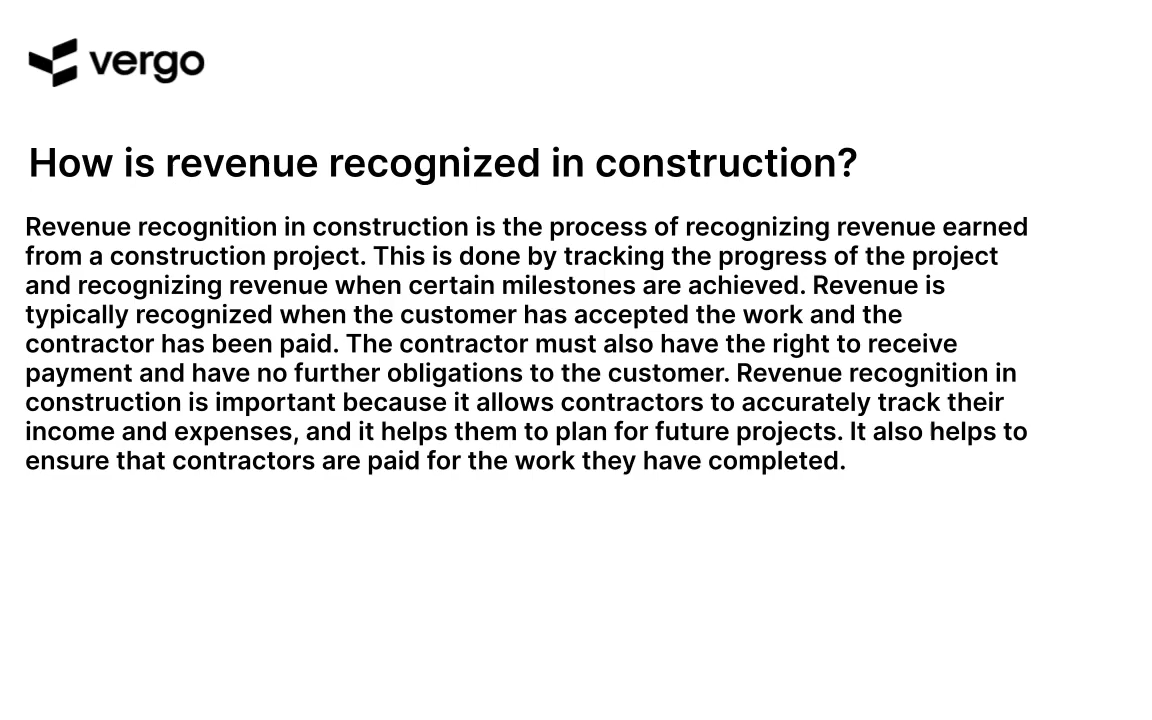 vergo
How is revenue recognized in construction?
Revenue recognition in construction is the process of recognizing revenue earned
from a construction project. This is done by tracking the progress of the project
and recognizing revenue when certain milestones are achieved. Revenue is
typically recognized when the customer has accepted the work and the
contractor has been paid. The contractor must also have the right to receive
payment and have no further obligations to the customer. Revenue recognition in
construction is important because it allows contractors to accurately track their
income and expenses, and it helps them to plan for future projects. It also helps to
ensure that contractors are paid for the work they have completed.